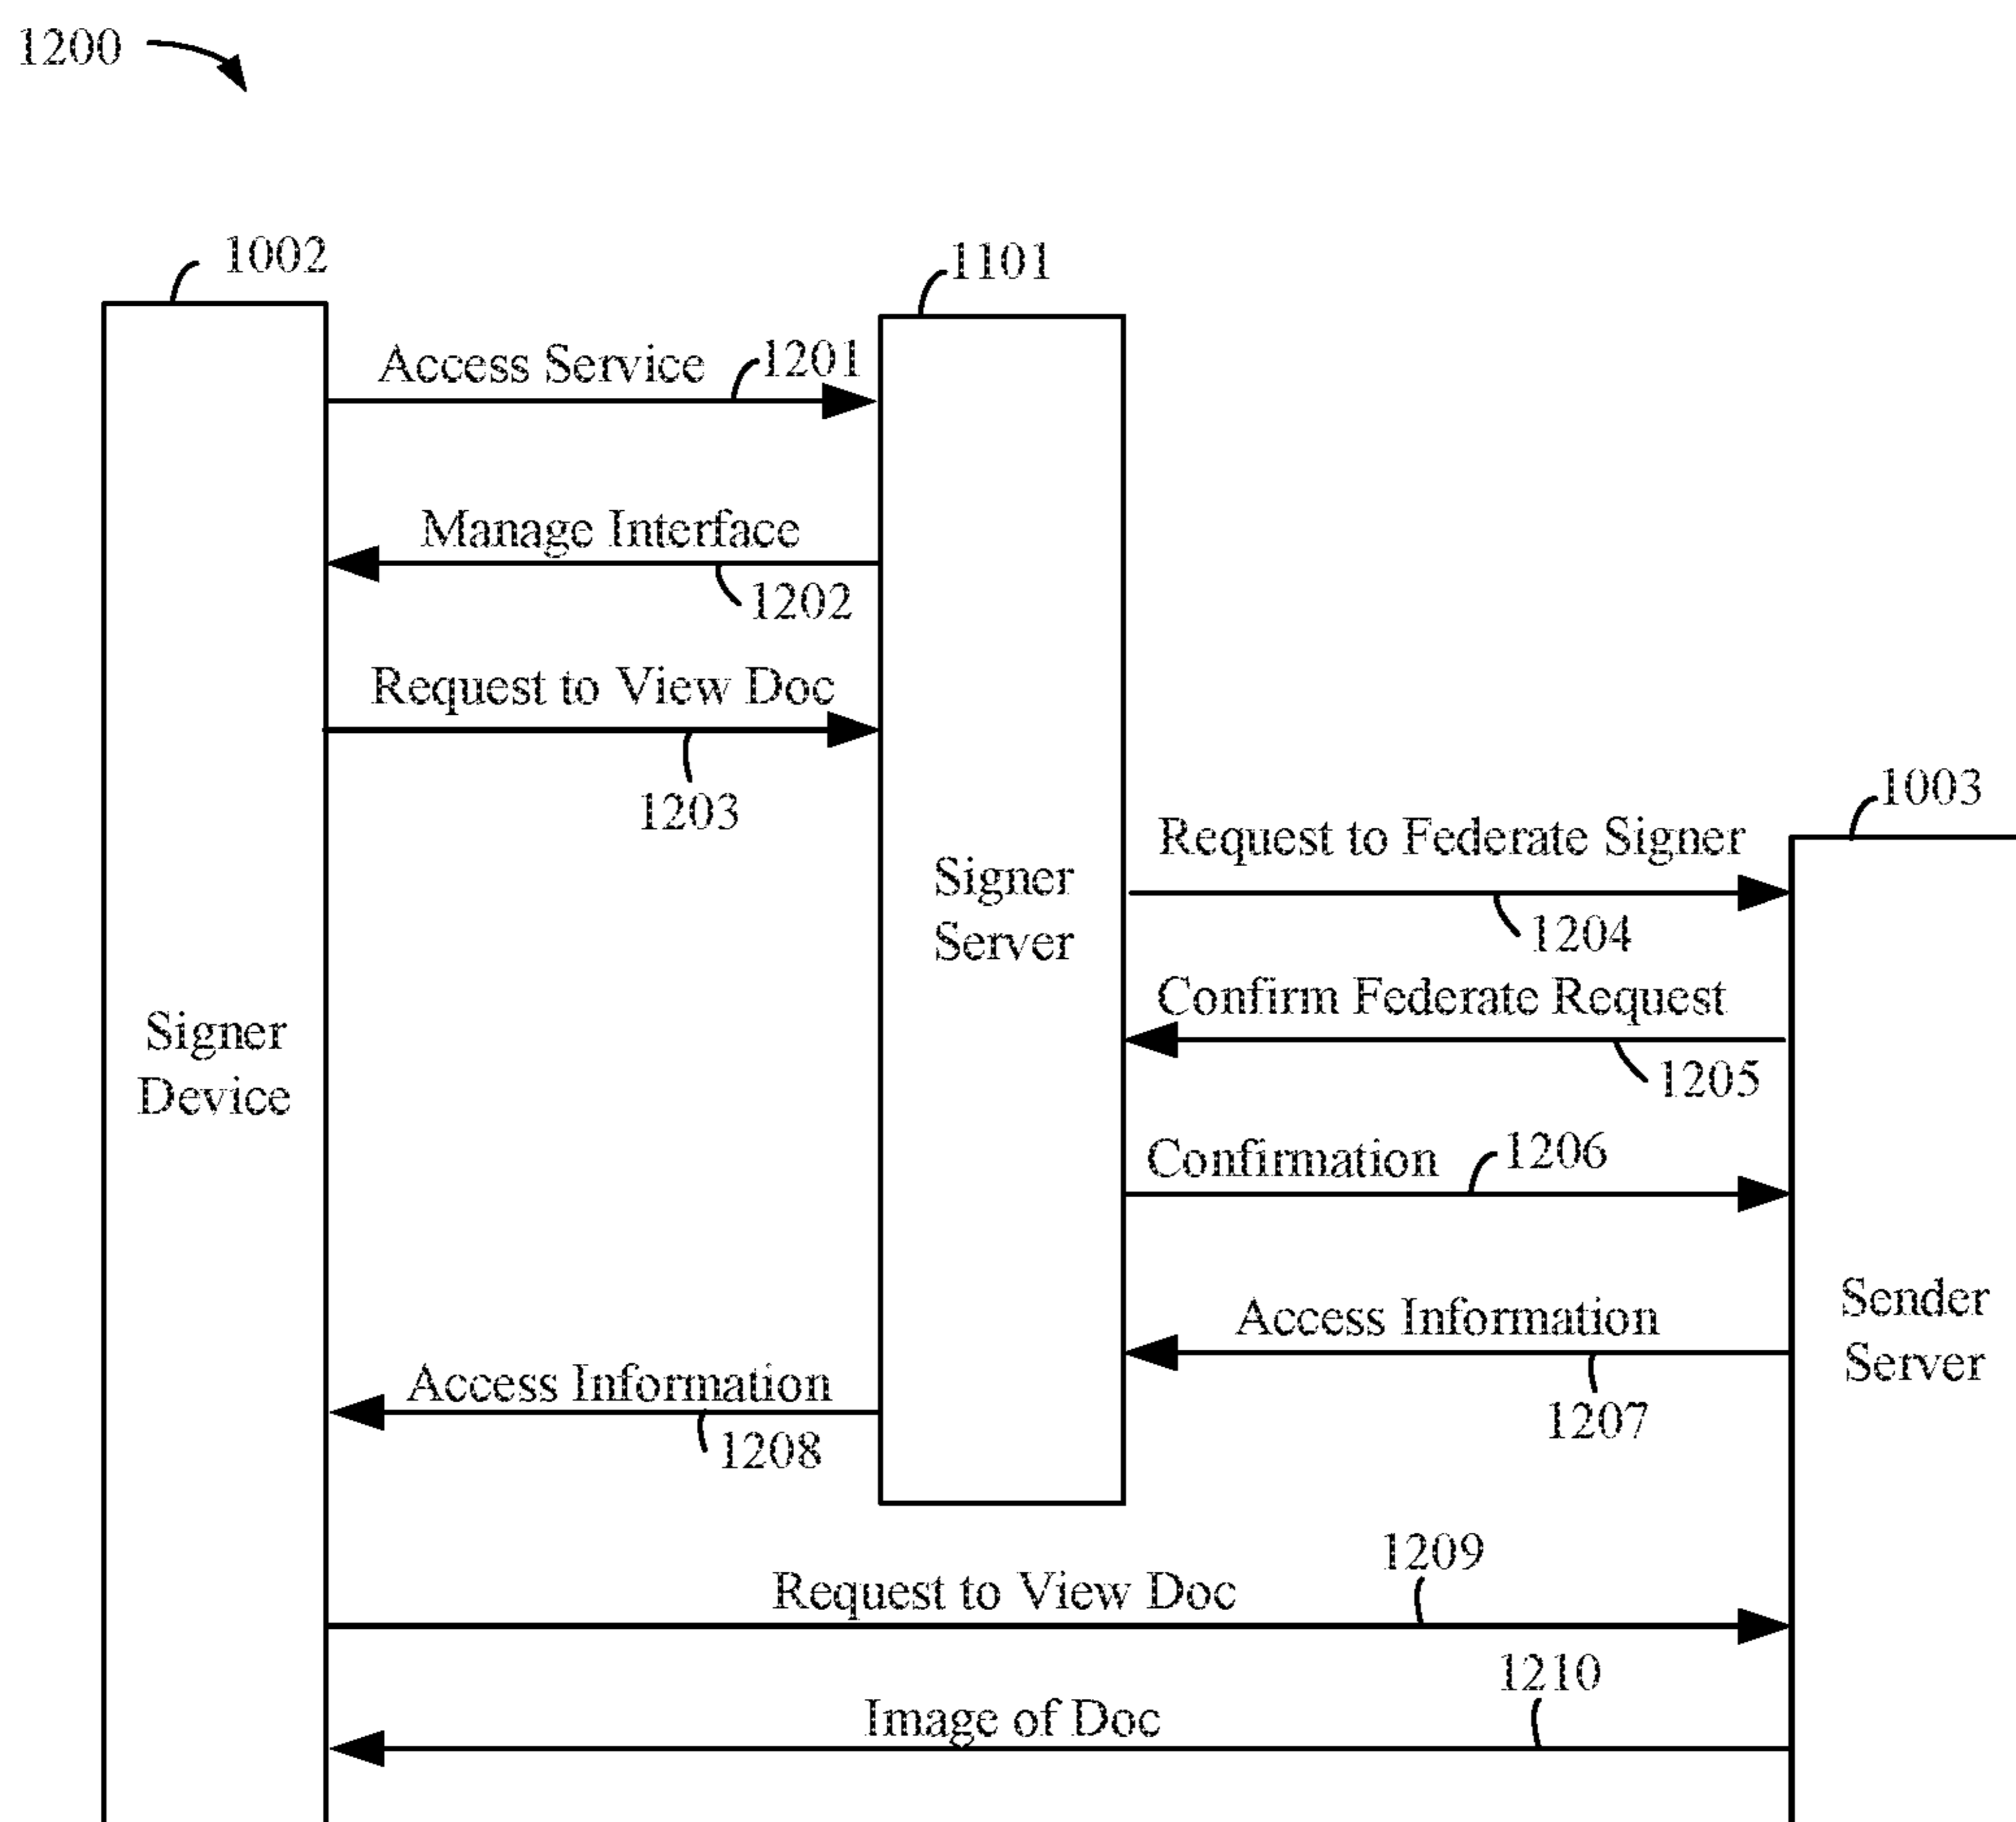 1200
1002
1101
Access Service
1201
Manage Interface
1202
Request to View Doc
1203
1003
Request to Federate Signer
1204
Signer
Server
Confirm Federate Request
1205
Signer
Device
Confirmation
1206
Access Information
1207
Sender
Server
Access Information
1208
1209
Request to View Doc
1210
Image of Doc